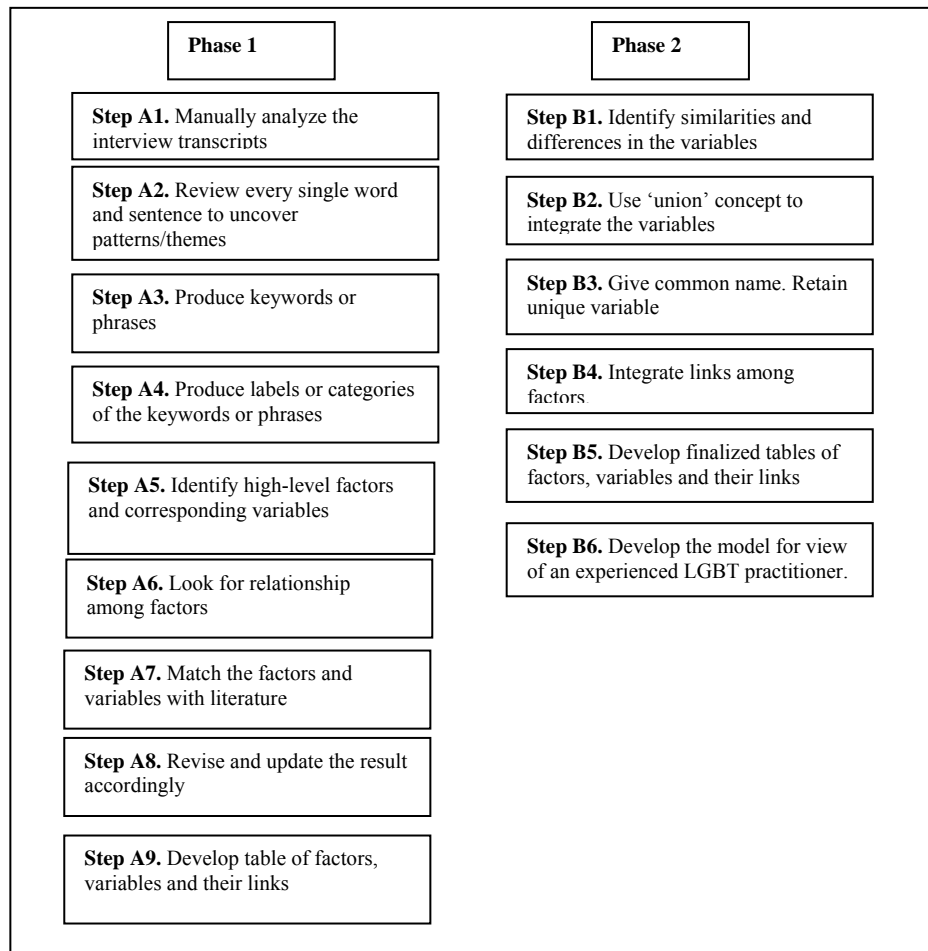 Phase 1
Step A1. Manually analyze the
interview transcripts
Step A2. Review every single word
and sentence to uncover
patterns/themes
Step A3. Produce keywords or
phrases
Step A4. Produce labels or categories
of the keywords or phrases
Step A5. Identify high-level factors
and corresponding variables
Step A6. Look for relationship
among factors
Step A7. Match the factors and
variables with literature
Step A8. Revise and update the result
accordingly
Step A9. Develop table of factors,
variables and their links
Phase 2
Step B1. Identify similarities and
differences in the variables
Step B2. Use ‘union’ concept to
integrate the variables
Step B3. Give common name. Retain
unique variable
Step B4. Integrate links among
factors.
Step B5. Develop finalized tables of
factors, variables and their links
Step B6. Develop the model for view
of an experienced LGBT practitioner.